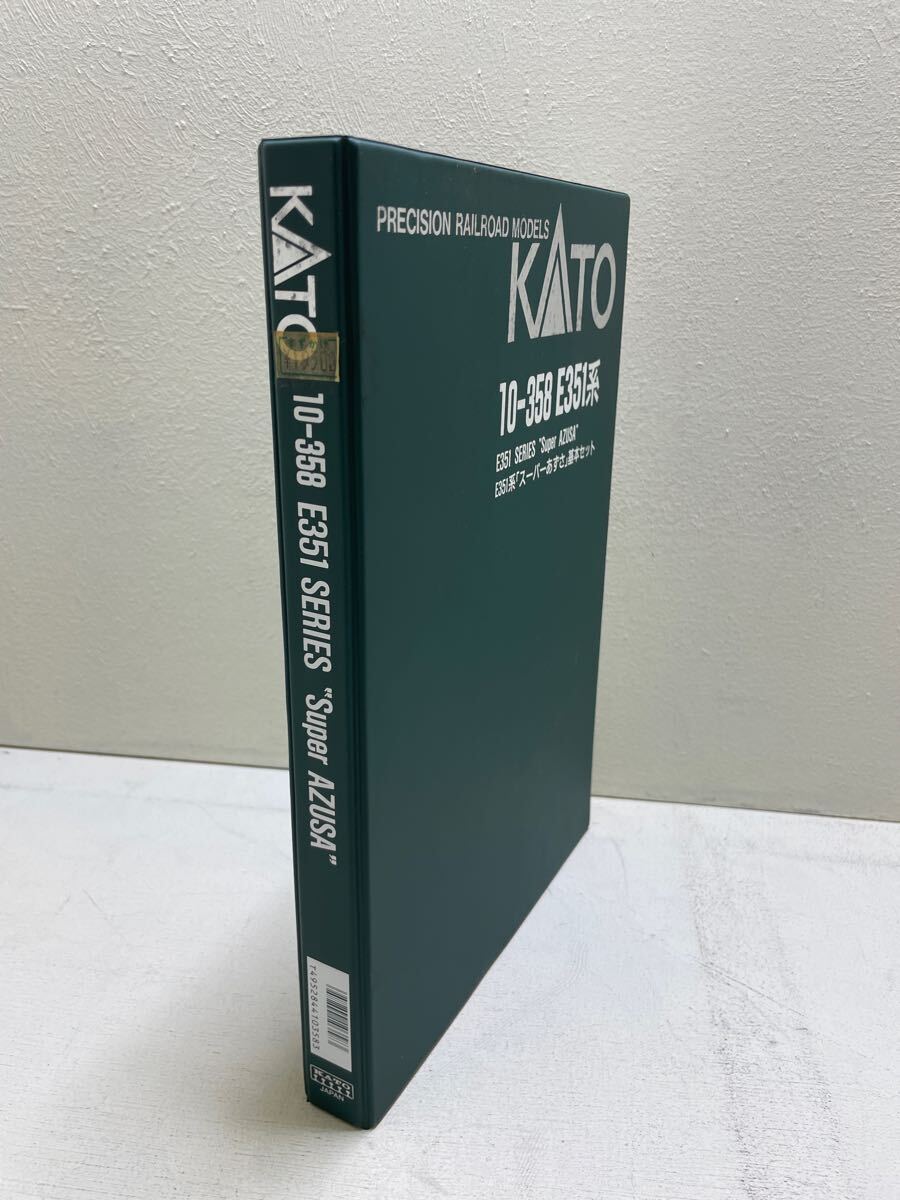 KATO
10-358 E351 SERIES "Super AZUSA"
T4952844103583
KATO
JAPAN
PRECISION RAILROAD MODELS
KATO
10-358 E351系
E351 SERIES "Super AZUSA"
E351系「スーパーあずさ」基本セット